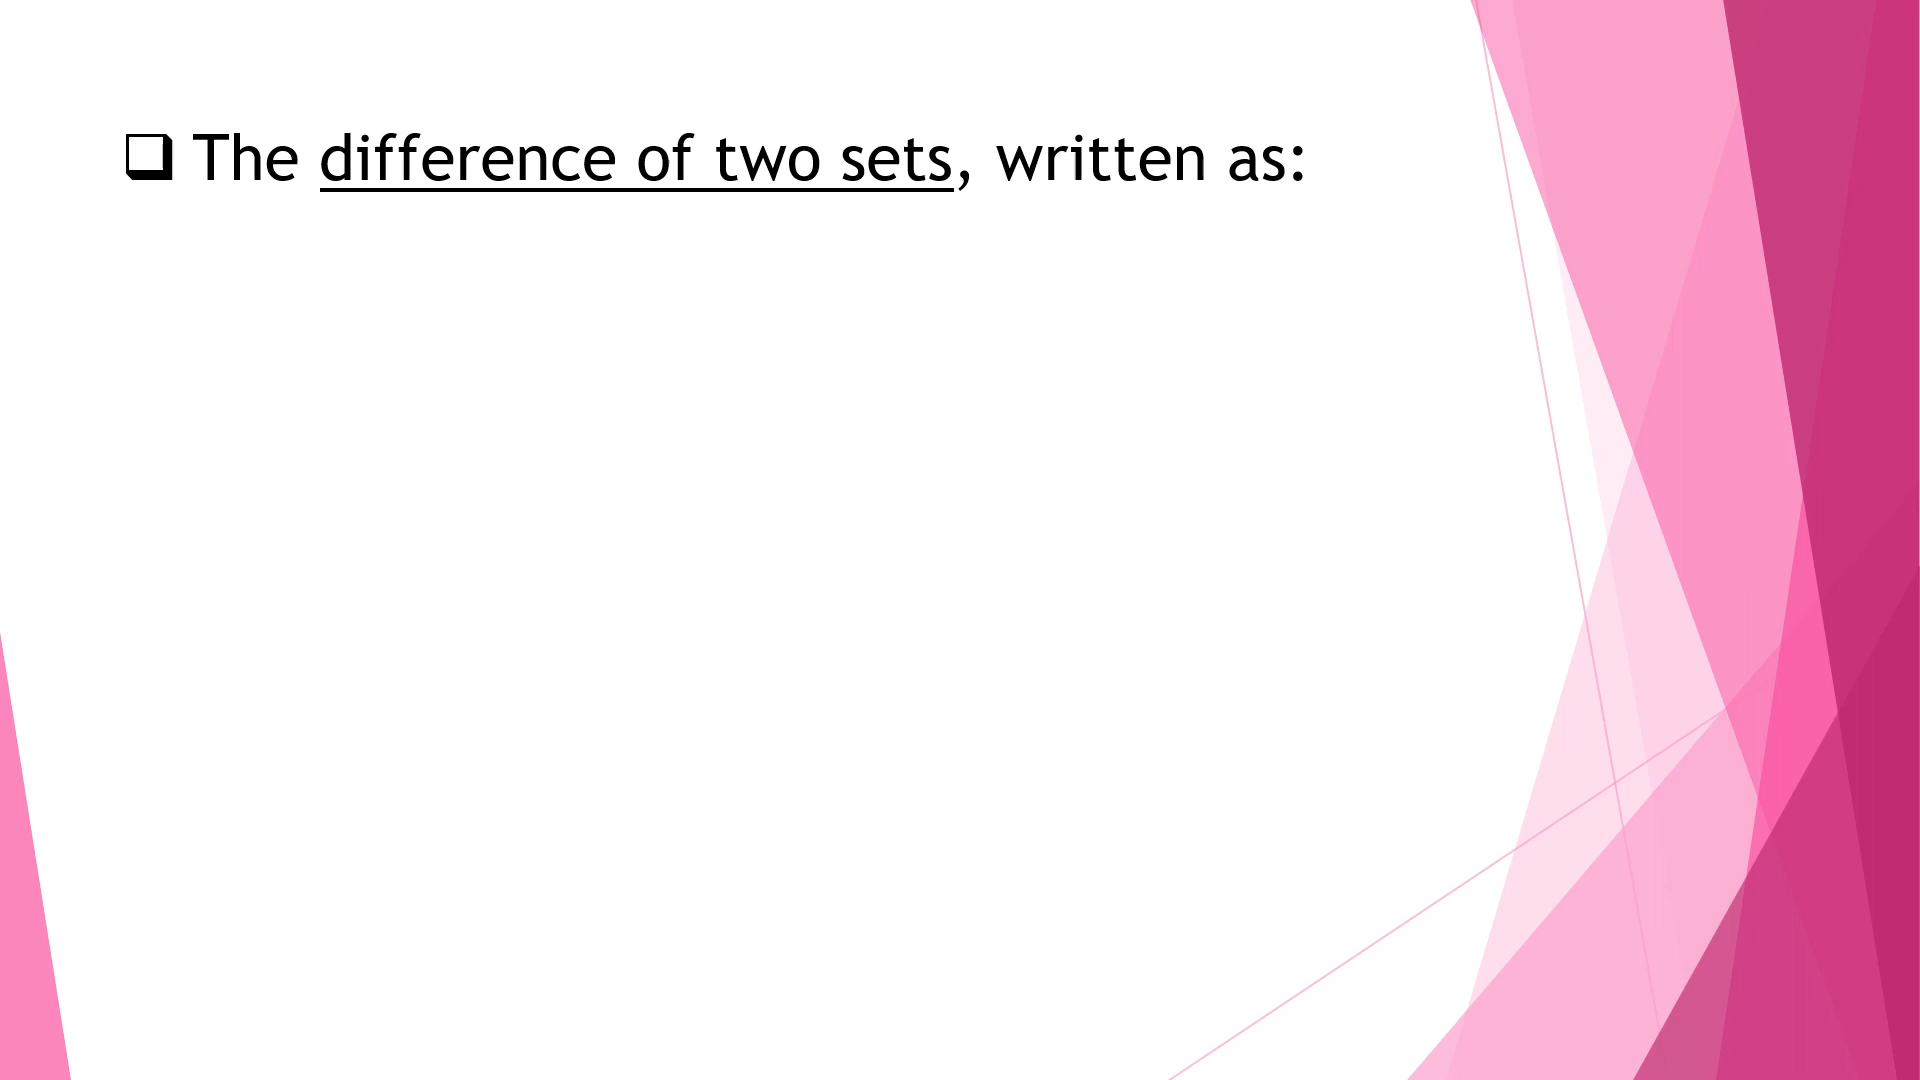 ❑ The difference of two sets, written as: